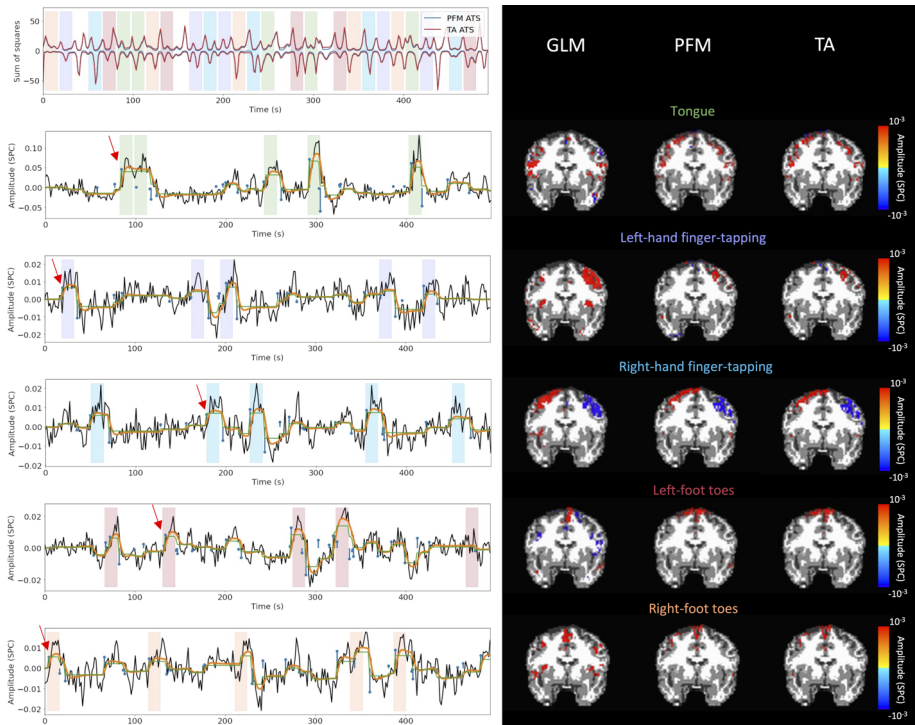 PFM ATS
TA ATS
Sum of squares
50
0
−50
0 100 200 300 400
Time (s)
Amplitude (SPC)
0.10
0.05
0.00
−0.05
0 100 200 300 400
Time (s)
Amplitude (SPC)
0.02
0.01
0.00
−0.01
−0.02
0 100 200 300 400
Time (s)
Amplitude (SPC)
0.02
0.01
0.00
−0.01
−0.02
0 100 200 300 400
Time (s)
Amplitude (SPC)
0.02
0.00
−0.02
0 100 200 300 400
Time (s)
Amplitude (SPC)
0.01
0.00
−0.01
−0.02
0 100 200 300 400
Time (s)
GLM PFM TA
Tongue
10⁻³
Amplitude (SPC)
-10⁻³
Left-hand finger-tapping
10⁻³
Amplitude (SPC)
-10⁻³
Right-hand finger-tapping
10⁻³
Amplitude (SPC)
-10⁻³
Left-foot toes
10⁻³
Amplitude (SPC)
-10⁻³
Right-foot toes
10⁻³
Amplitude (SPC)
-10⁻³